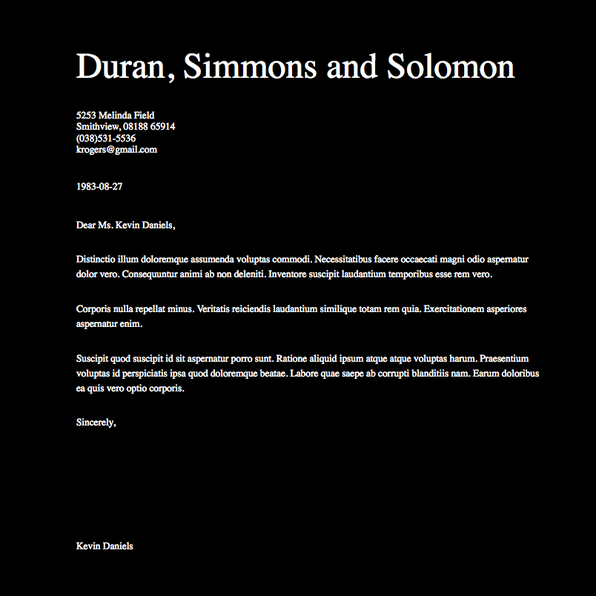 Duran, Simmons and Solomon
5253 Melinda Field
Smithview, 08188 65914
(038)531-5536
krogers@gmail.com
1983-08-27
Dear Ms. Kevin Daniels,
Distinctio illum doloremque assumenda voluptas commodi. Necessitatibus facere occaecati magni odio aspernatur
dolor vero. Consequuntur animi ab non deleniti. Inventore suscipit laudantium temporibus esse rem vero.
Corporis nulla repellat minus. Veritatis reiciendis laudantium similique totam rem quia. Exercitationem asperiores
aspernatur enim.
Suscipit quod suscipit id sit aspernatur porro sunt. Ratione aliquid ipsum atque atque voluptas harum. Praesentium
voluptas id perspiciatis ipsa quod doloremque beatae. Labore quae saepe ab corrupti blanditiis nam. Earum doloribus
ea quis vero optio corporis.
Sincerely,
Kevin Daniels